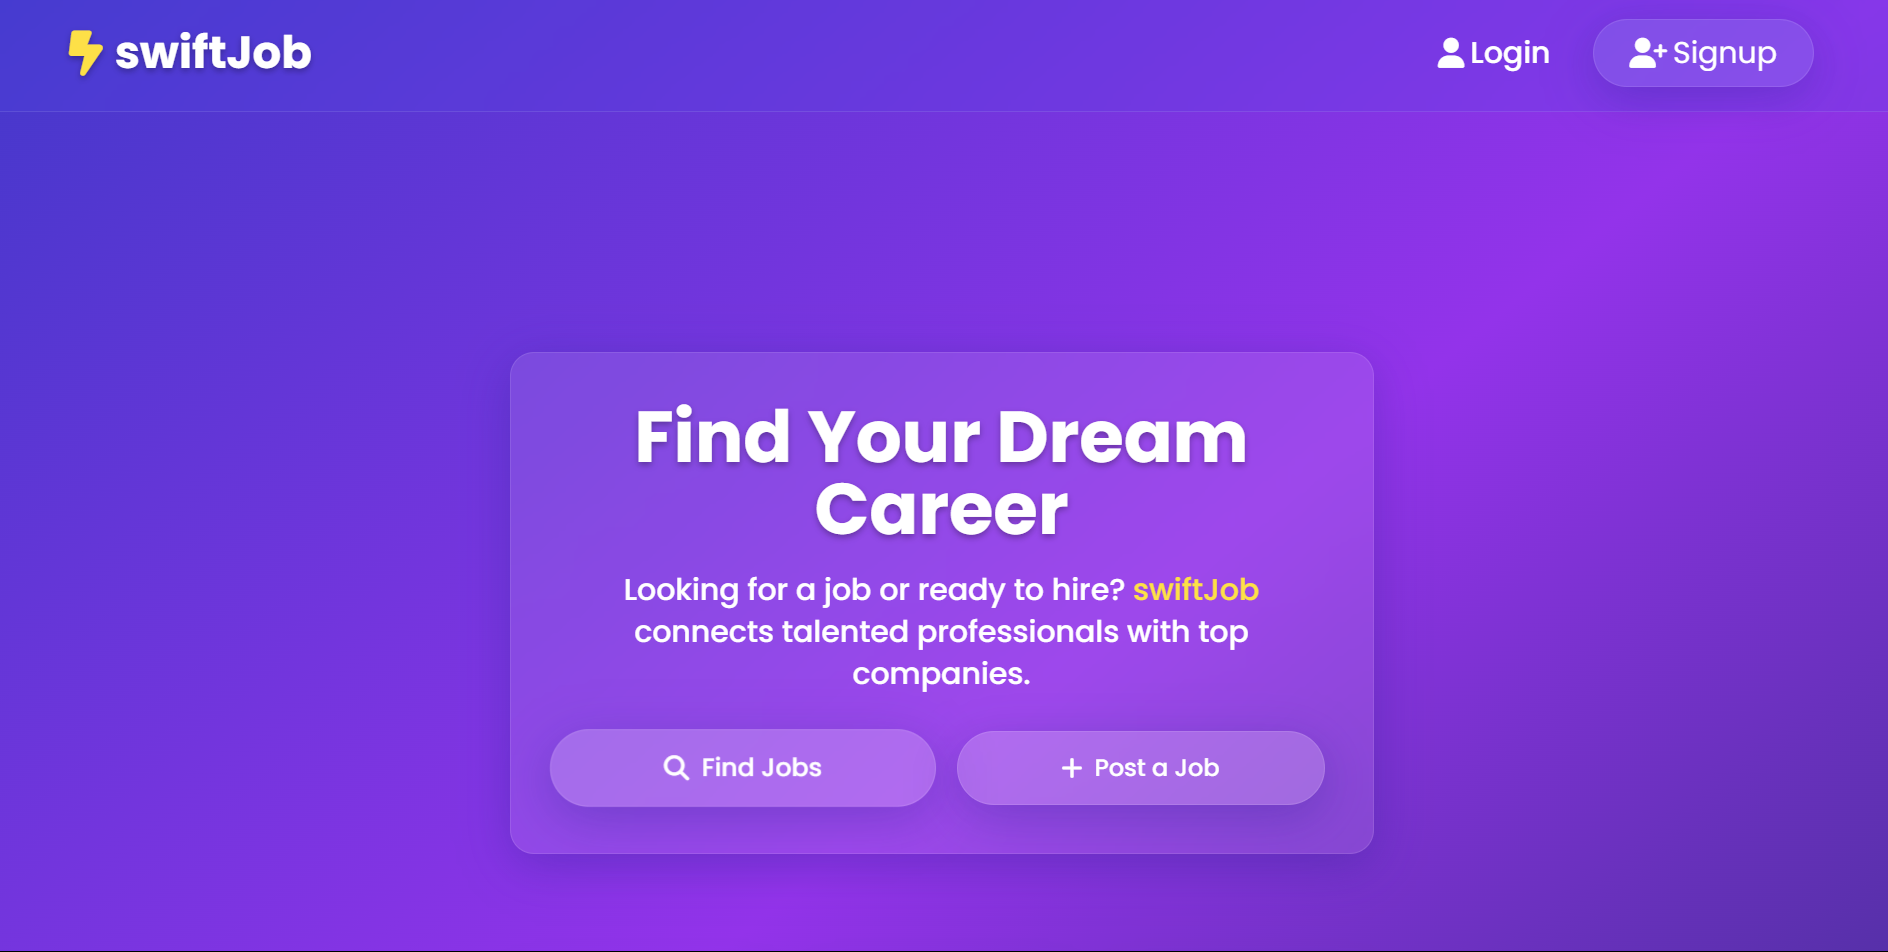 swiftJob
Login
Signup
Find Your Dream
Career
Looking for a job or ready to hire? swiftJob
connects talented professionals with top
companies.
Find Jobs
Post a Job